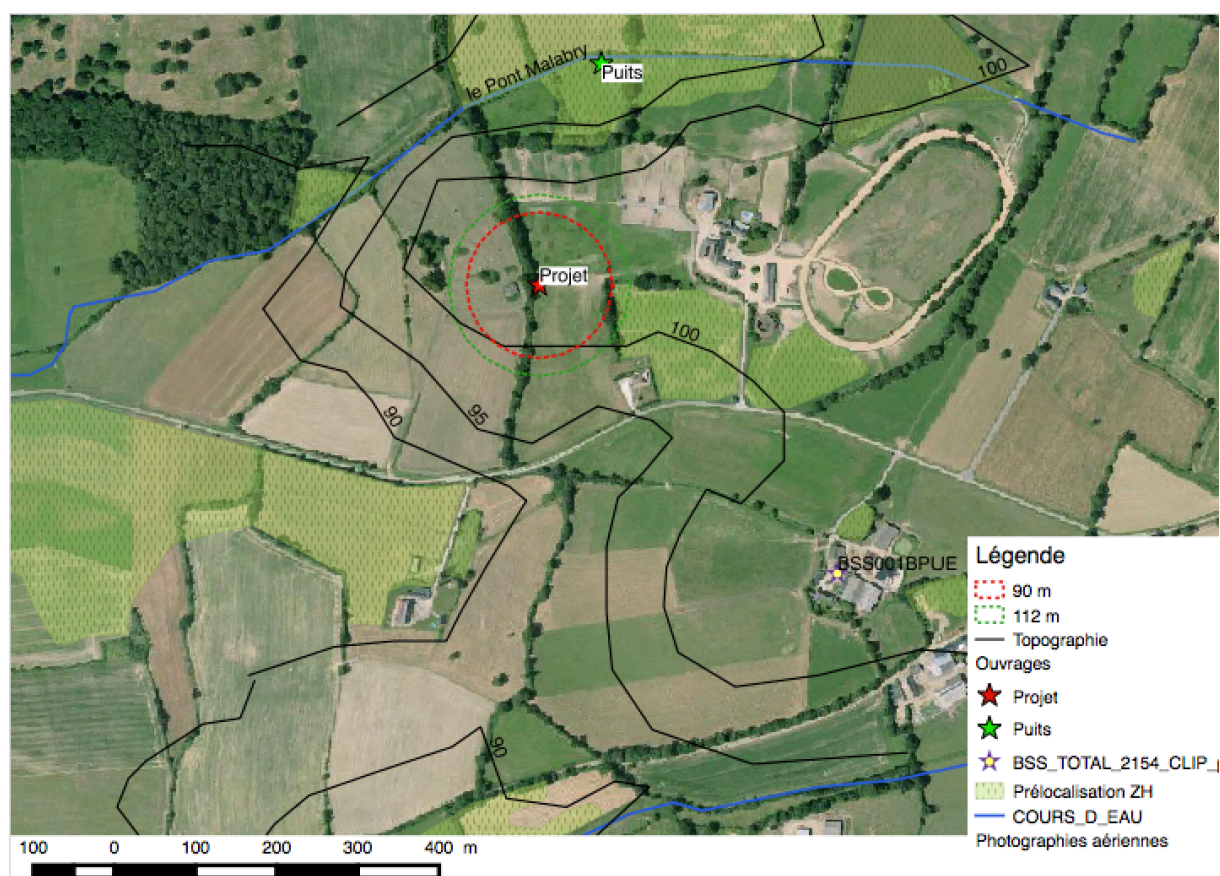 le Pont Malabry
Puits
100
Projet
100
95
90
BSS001BPUE
90
Légende
90 m
112 m
Topographie
Ouvrages
Projet
Puits
BSS_TOTAL_2154_CLIP_
Prélocalisation ZH
COURS_D_EAU
Photographies aériennes
100 0 100 200 300 400 m